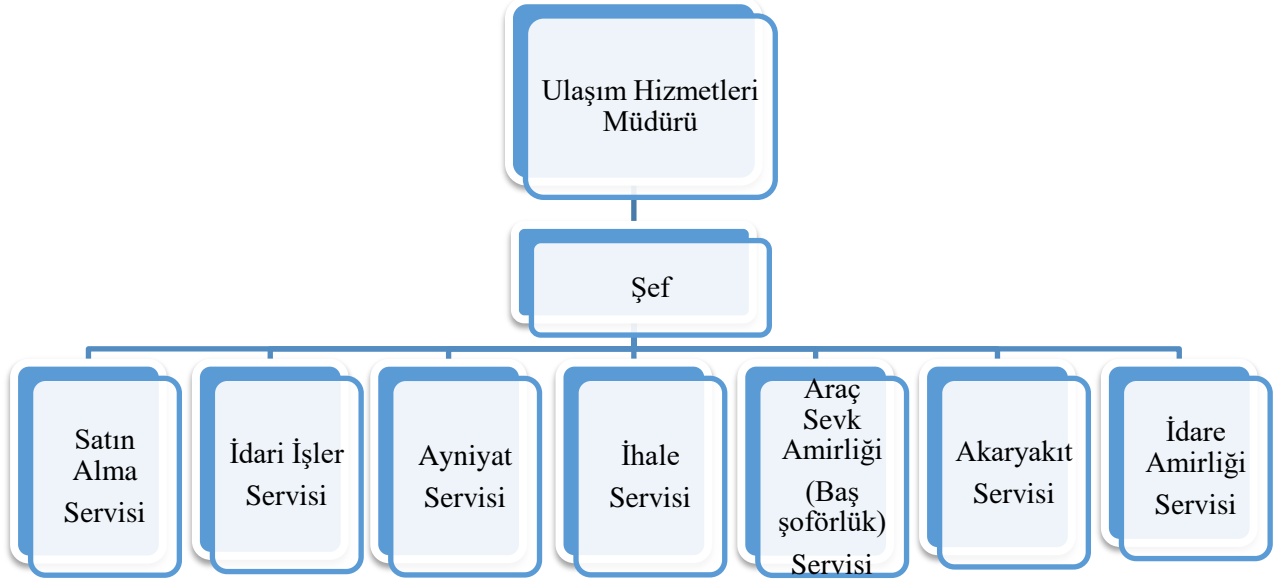 Ulaşım Hizmetleri
Müdürü
Şef
Satın
Alma
Servisi
İdari İşler
Servisi
Ayniyat
Servisi
İhale
Servisi
Araç
Sevk
Amirliği
(Baş
şoförlük)
Servisi
Akaryakıt
Servisi
İdare
Amirliği
Servisi